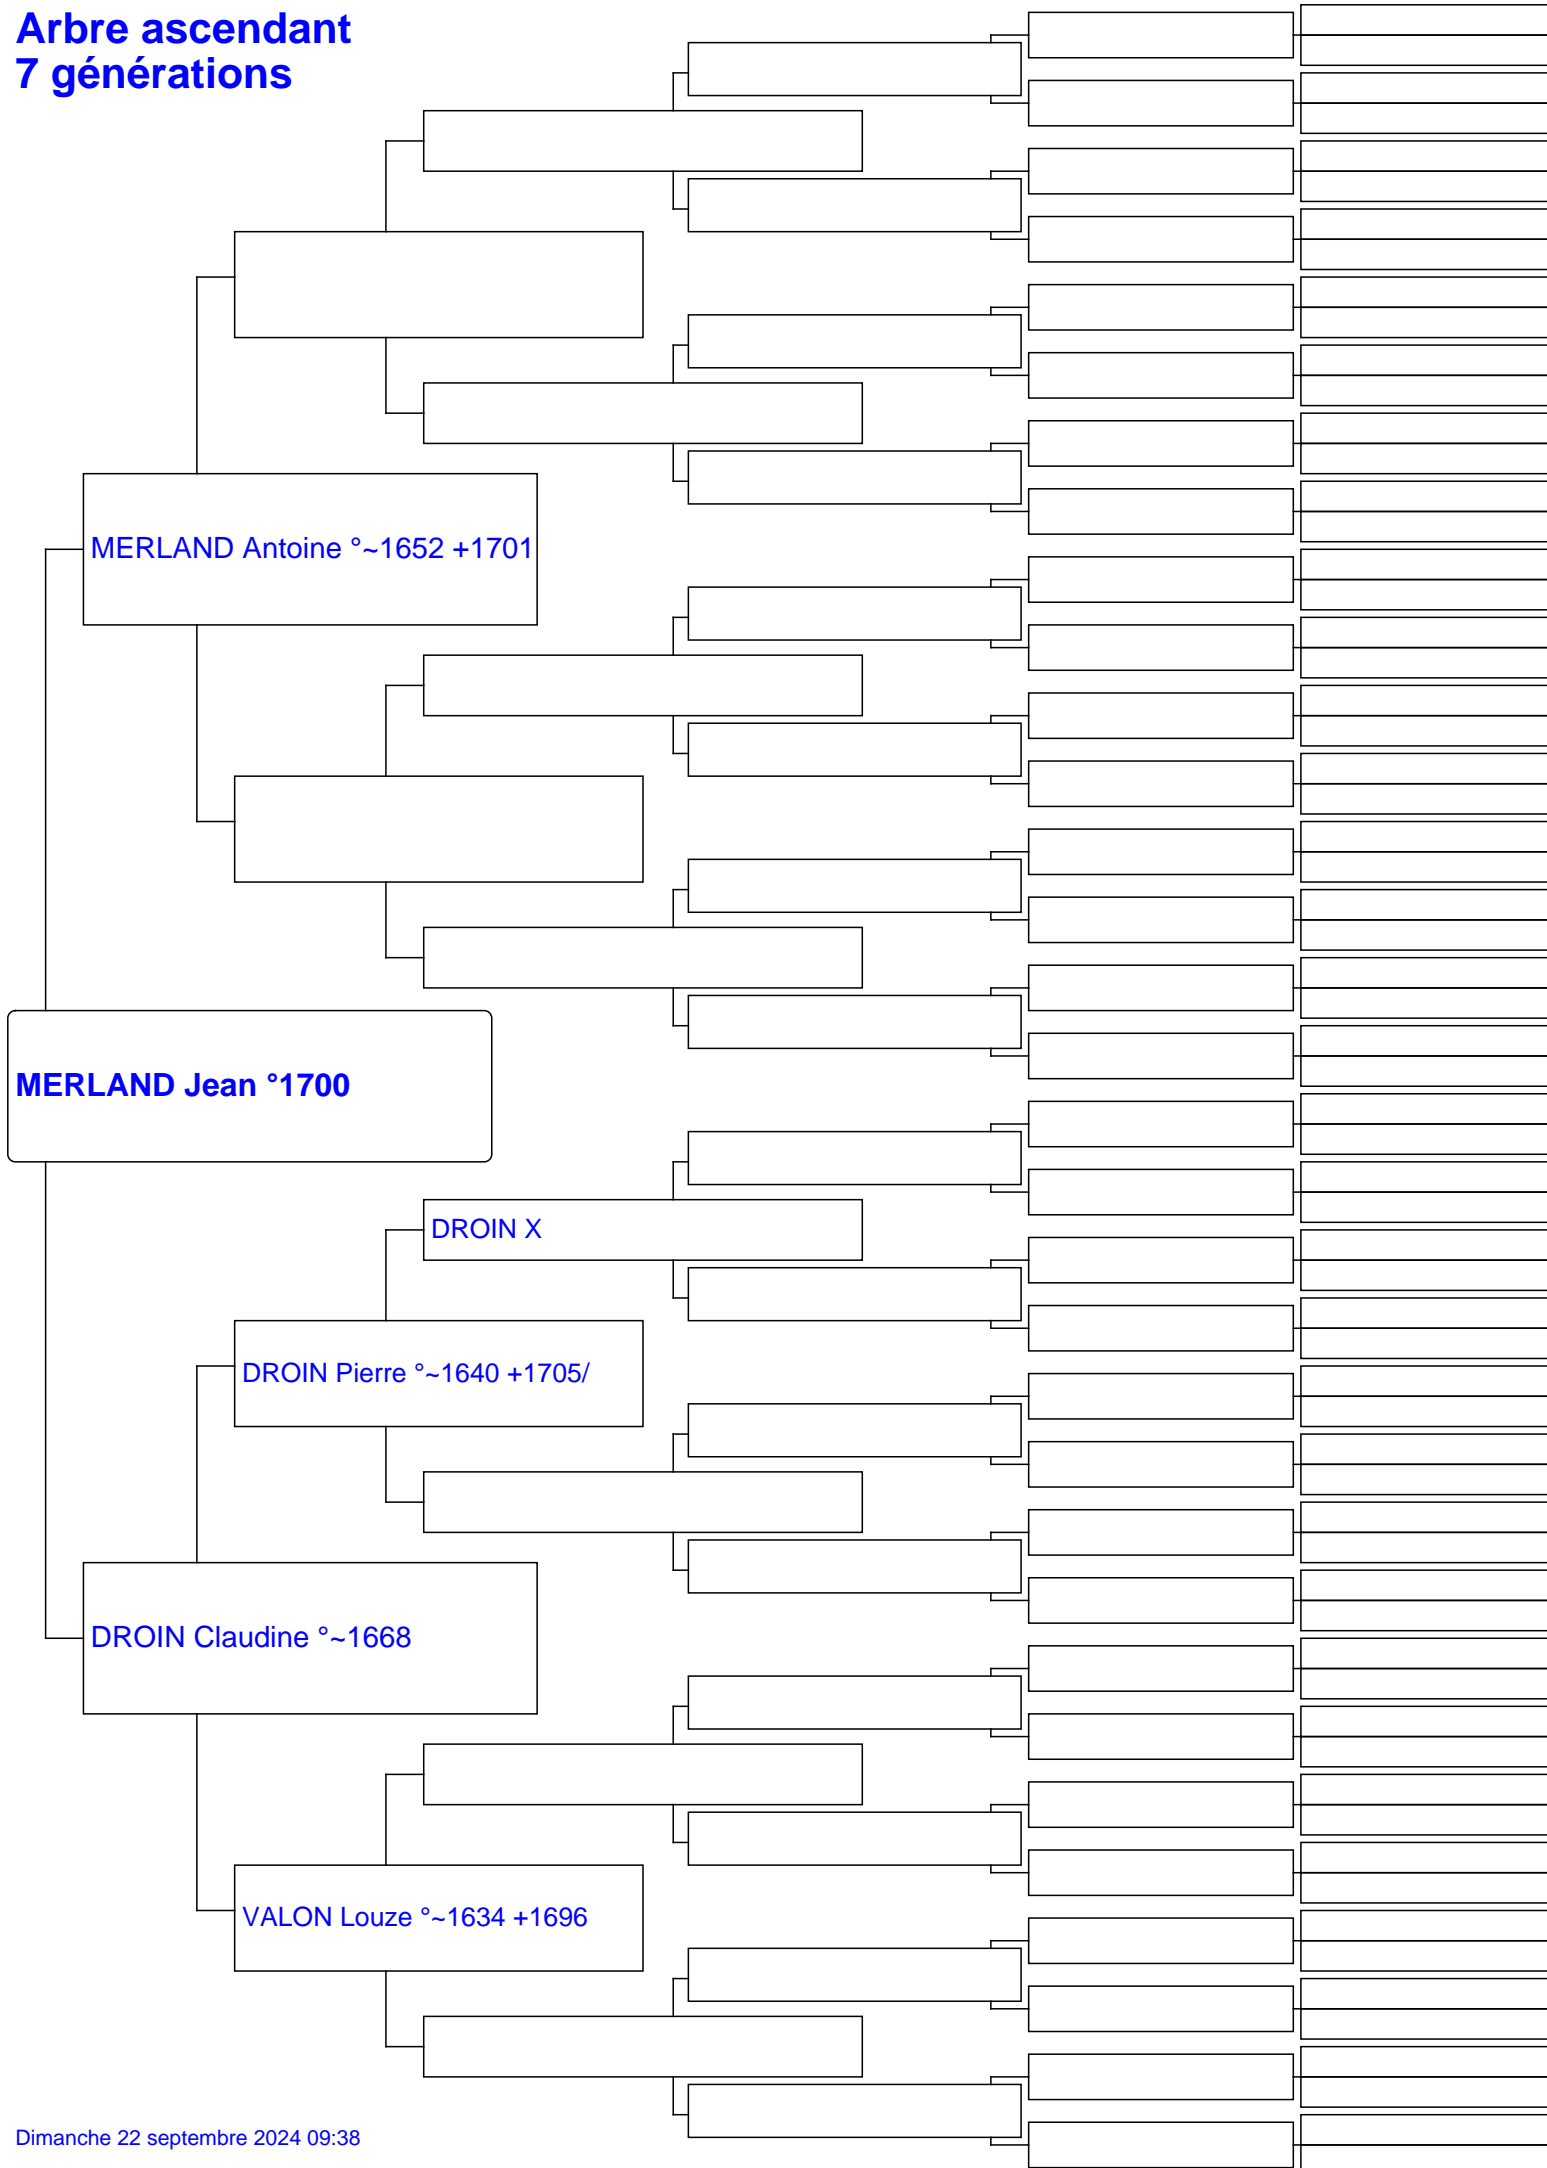 Arbre ascendant
7 générations
MERLAND Antoine °~1652 +1701
MERLAND Jean °1700
DROIN X
DROIN Pierre °~1640 +1705/
DROIN Claudine °~1668
VALON Louze °~1634 +1696
Dimanche 22 septembre 2024 09:38